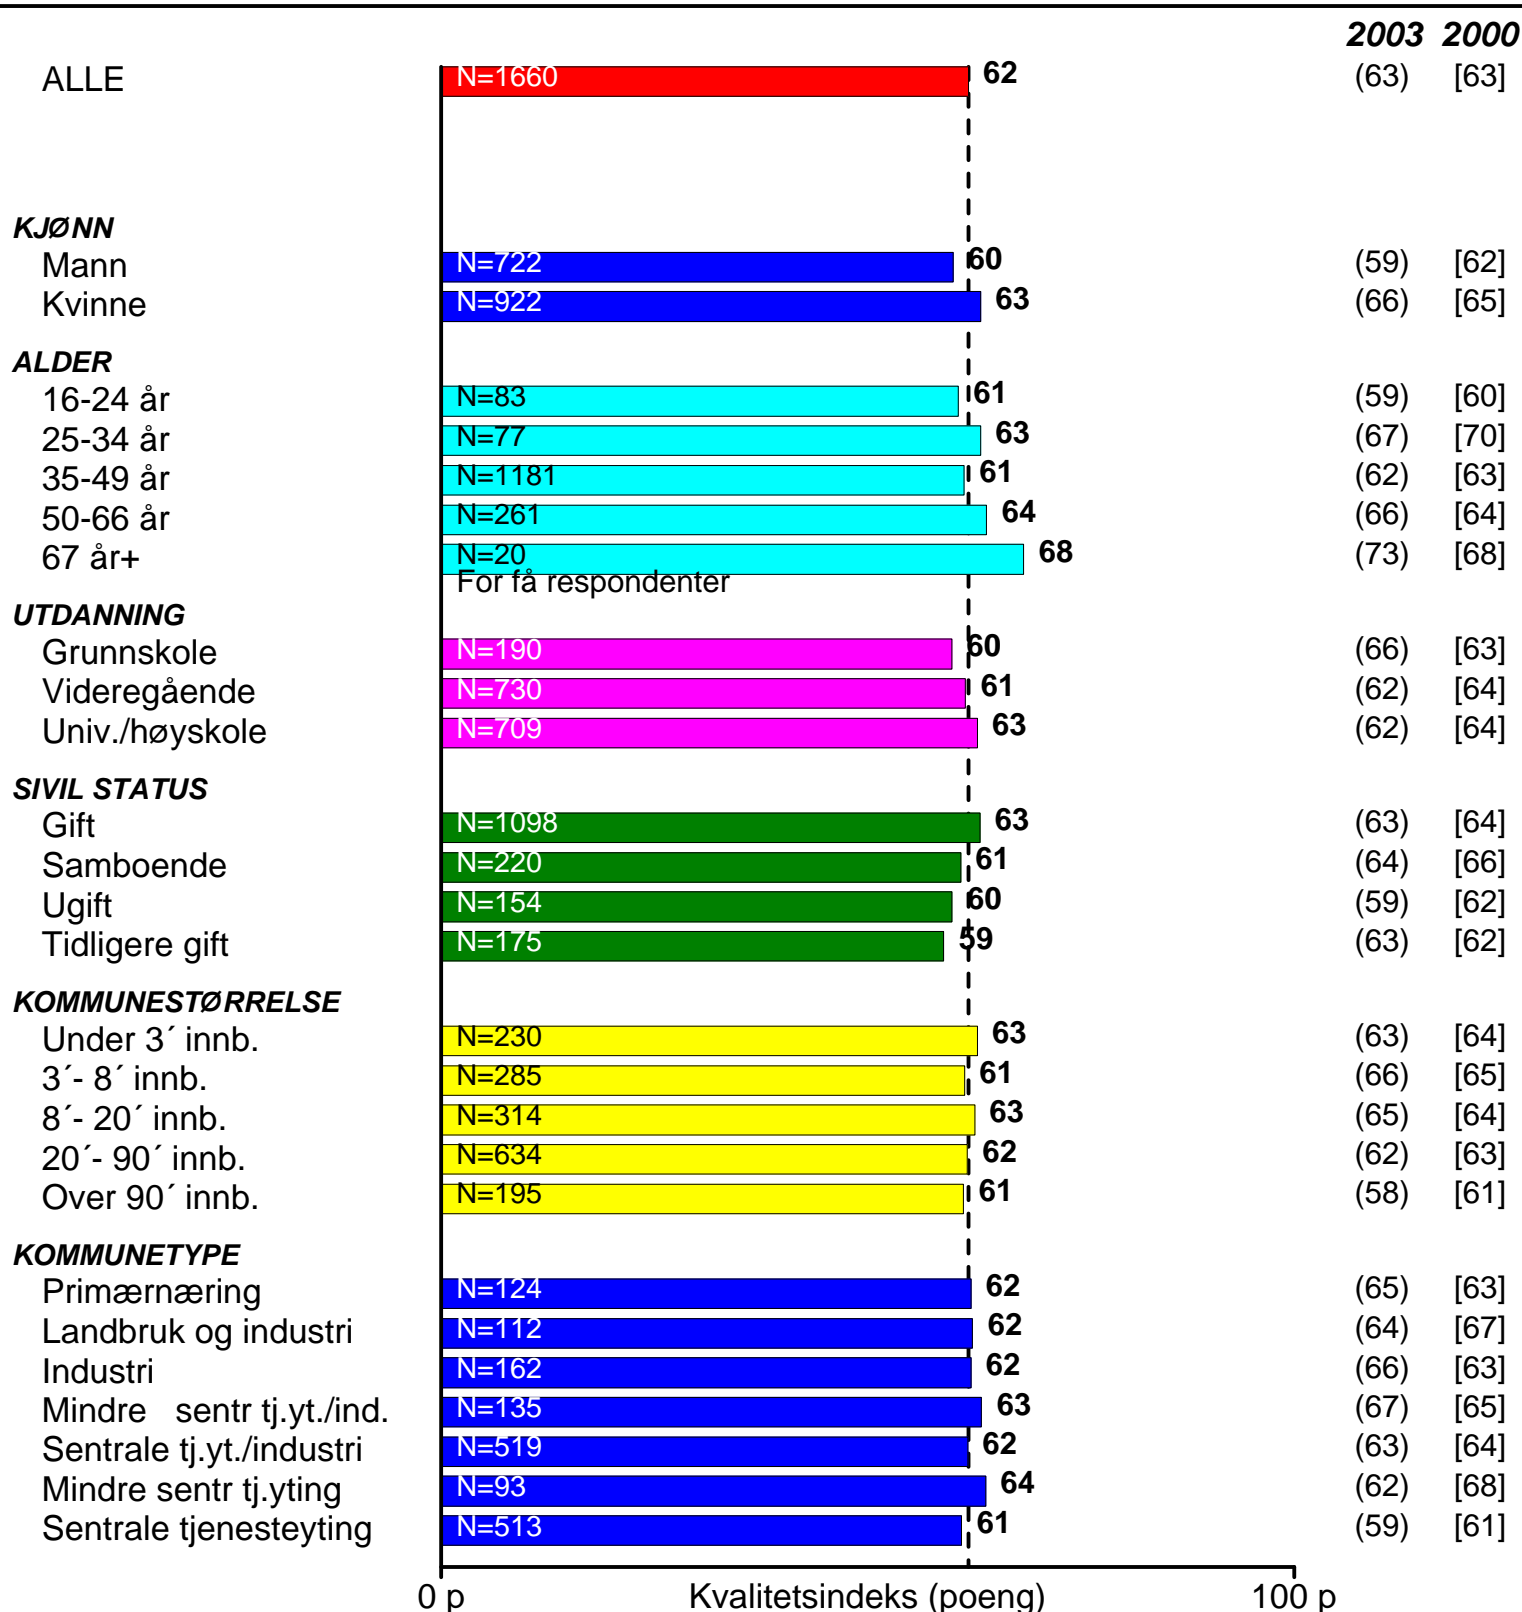 2003 2000
ALLE N=1660 62 (63) [63]
KJØNN
Mann N=722 60 (59) [62]
Kvinne N=922 63 (66) [65]
ALDER
16-24 år N=83 61 (59) [60]
25-34 år N=77 63 (67) [70]
35-49 år N=1181 61 (62) [63]
50-66 år N=261 64 (66) [64]
67 år+ N=20 68 (73) [68]
For få respondenter
UTDANNING
Grunnskole N=190 60 (66) [63]
Videregående N=730 61 (62) [64]
Univ./høyskole N=709 63 (62) [64]
SIVIL STATUS
Gift N=1098 63 (63) [64]
Samboende N=220 61 (64) [66]
Ugift N=154 60 (59) [62]
Tidligere gift N=175 59 (63) [62]
KOMMUNESTØRRELSE
Under 3´ innb. N=230 63 (63) [64]
3´- 8´ innb. N=285 61 (66) [65]
8´- 20´ innb. N=314 63 (65) [64]
20´- 90´ innb. N=634 62 (62) [63]
Over 90´ innb. N=195 61 (58) [61]
KOMMUNETYPE
Primærnæring N=124 62 (65) [63]
Landbruk og industri N=112 62 (64) [67]
Industri N=162 62 (66) [63]
Mindre sentr tj.yt./ind. N=135 63 (67) [65]
Sentrale tj.yt./industri N=519 62 (63) [64]
Mindre sentr tj.yting N=93 64 (62) [68]
Sentrale tjenesteyting N=513 61 (59) [61]
0 p Kvalitetsindeks (poeng) 100 p